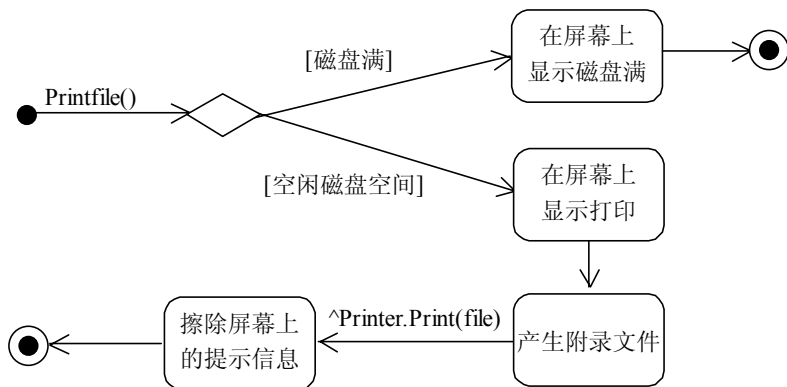 [磁盘满]
在屏幕上
显示磁盘满
Printfile()
[空闲磁盘空间]
在屏幕上
显示打印
擦除屏幕上
的提示信息
^Printer.Print(file)
产生附录文件